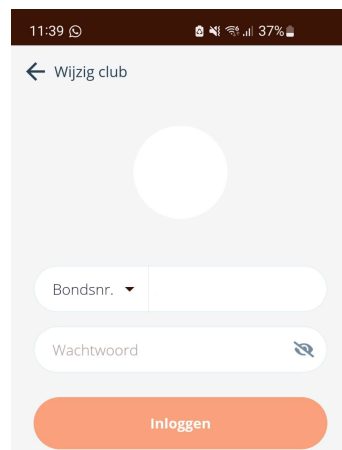 11:39 37%
Wijzig club
Bondsnr.
Wachtwoord
Inloggen